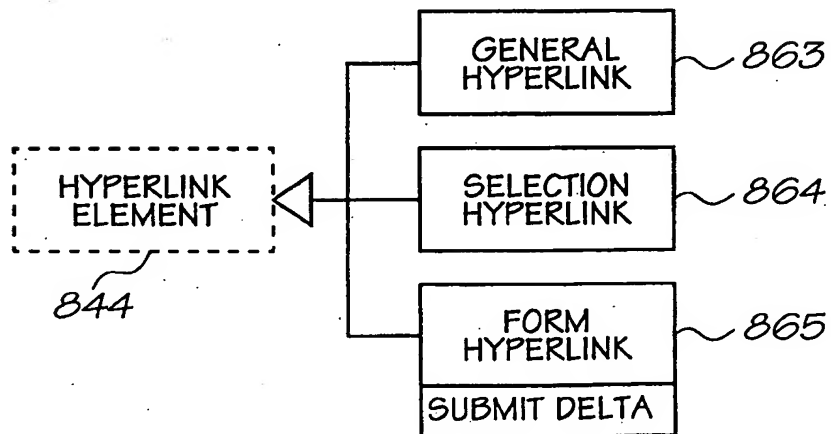 GENERAL
HYPERLINK
863
HYPERLINK
ELEMENT
844
SELECTION
HYPERLINK
864
FORM
HYPERLINK
865
SUBMIT DELTA